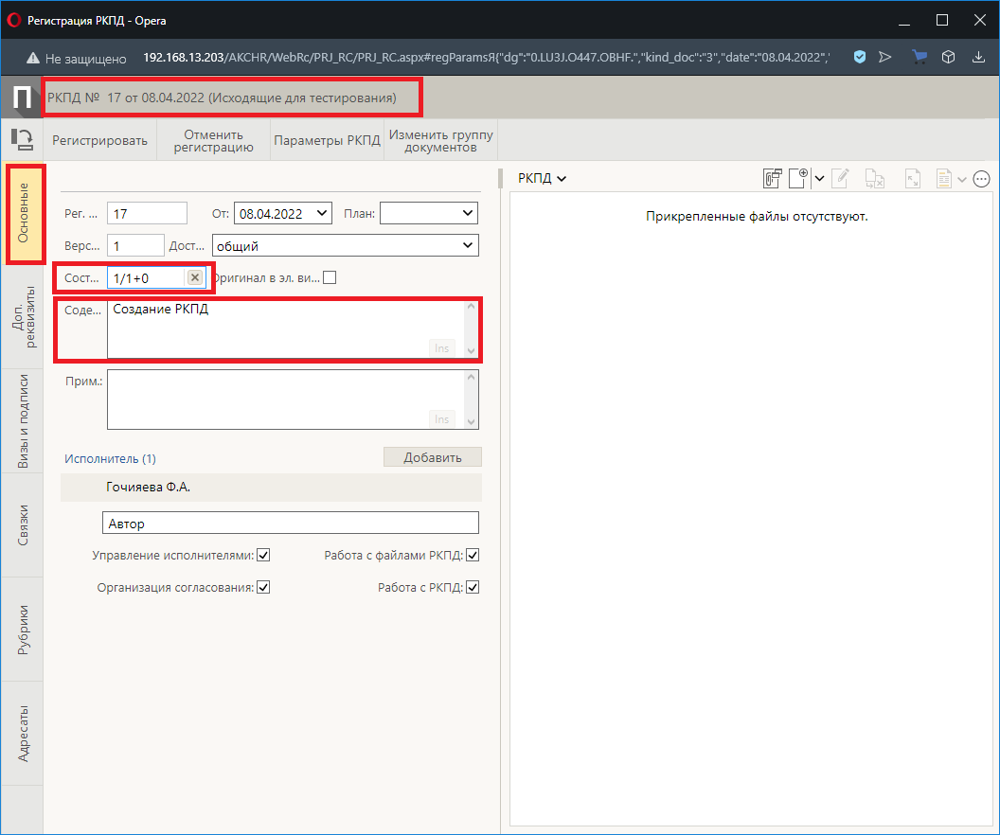 Регистрация РКПД - Opera
Не защищено 192.168.13.203/AKCHR/WebRc/PRJ_RC/PRJ_RC.aspx#regParamsЯ{"dg":"0.LU3J.O447.OBHF.","kind_doc":"3","date":"08.04.2022",'
П РКПД № 17 от 08.04.2022 (Исходящие для тестирования)
Регистрировать
Отменить
регистрацию
Параметры РКПД
Изменить группу
документов
Основные
Доп.
реквизиты
Визы и подписи
Связки
Рубрики
Адресаты
Рег. ... 17 От: 08.04.2022 План:
Верс... 1 Дост... общий
Сост... 1/1+0 Оригинал в эл. ви...
Соде... Создание РКПД
Ins
Прим.:
Ins
Исполнитель (1) Добавить
Гочияева Ф.А.
Автор
Управление исполнителями: Работа с файлами РКПД:
Организация согласования: Работа с РКПД:
РКПД
Прикрепленные файлы отсутствуют.